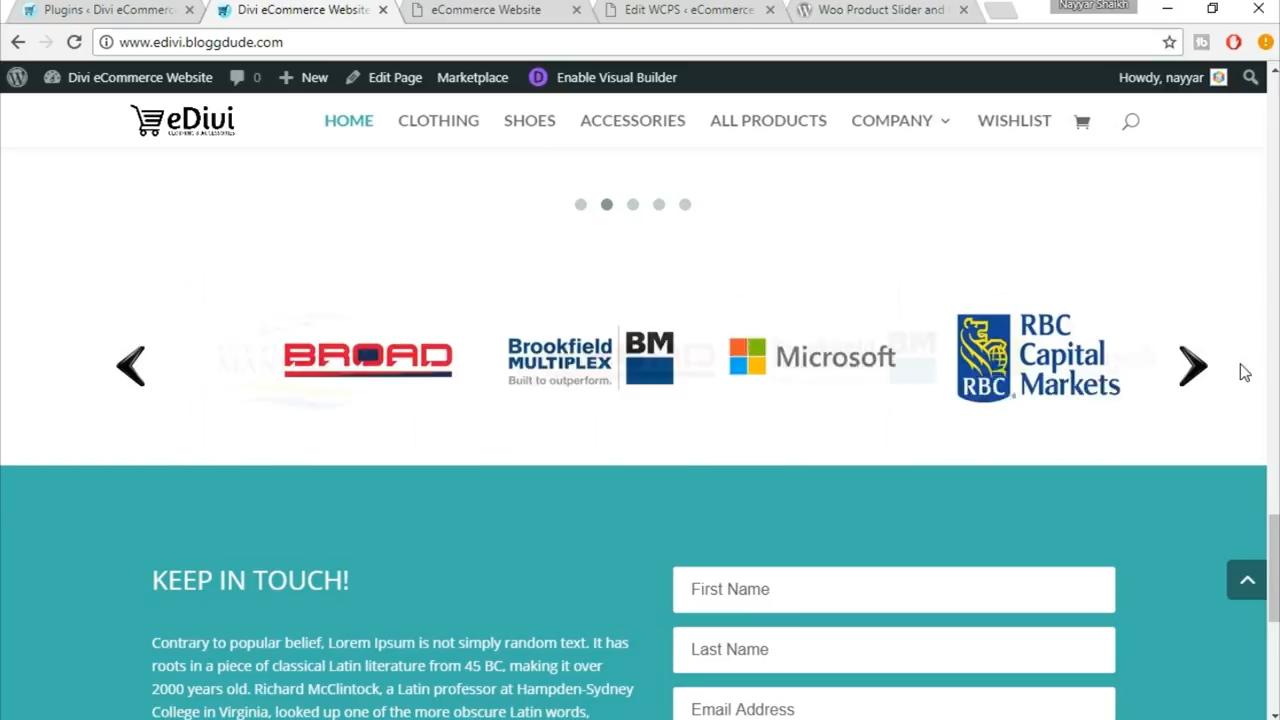 Plugins ‹ Divi eCommerc
Divi eCommerce Website
eCommerce Website
Edit WCPS ‹ eCommerce
Woo Product Slider and
Nayyar Shaikh
www.edivi.bloggdude.com
Divi eCommerce Website
0
New
Edit Page
Marketplace
D
Enable Visual Builder
Howdy, nayyar
eDivi
CLOTHING & ACCESSORIES
HOME
CLOTHING
SHOES
ACCESSORIES
ALL PRODUCTS
COMPANY
WISHLIST
BROAD
Brookfield
MULTIPLEX
Built to outperform.
BM
Microsoft
RBC
RBC
Capital
Markets
KEEP IN TOUCH!
Contrary to popular belief, Lorem Ipsum is not simply random text. It has
roots in a piece of classical Latin literature from 45 BC, making it over
2000 years old. Richard McClintock, a Latin professor at Hampden-Sydney
College in Virginia, looked up one of the more obscure Latin words,
First Name
Last Name
Email Address